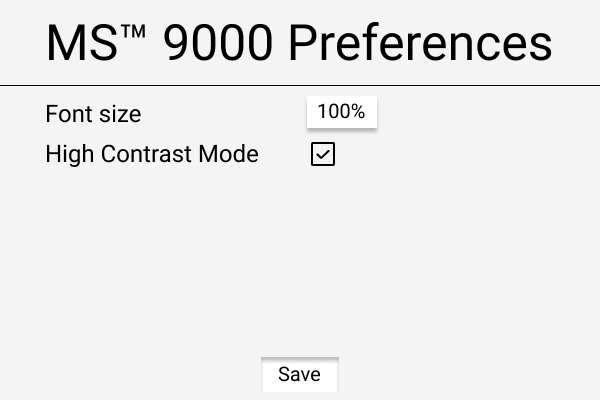 MS™ 9000 Preferences
Font size 100%
High Contrast Mode
Save